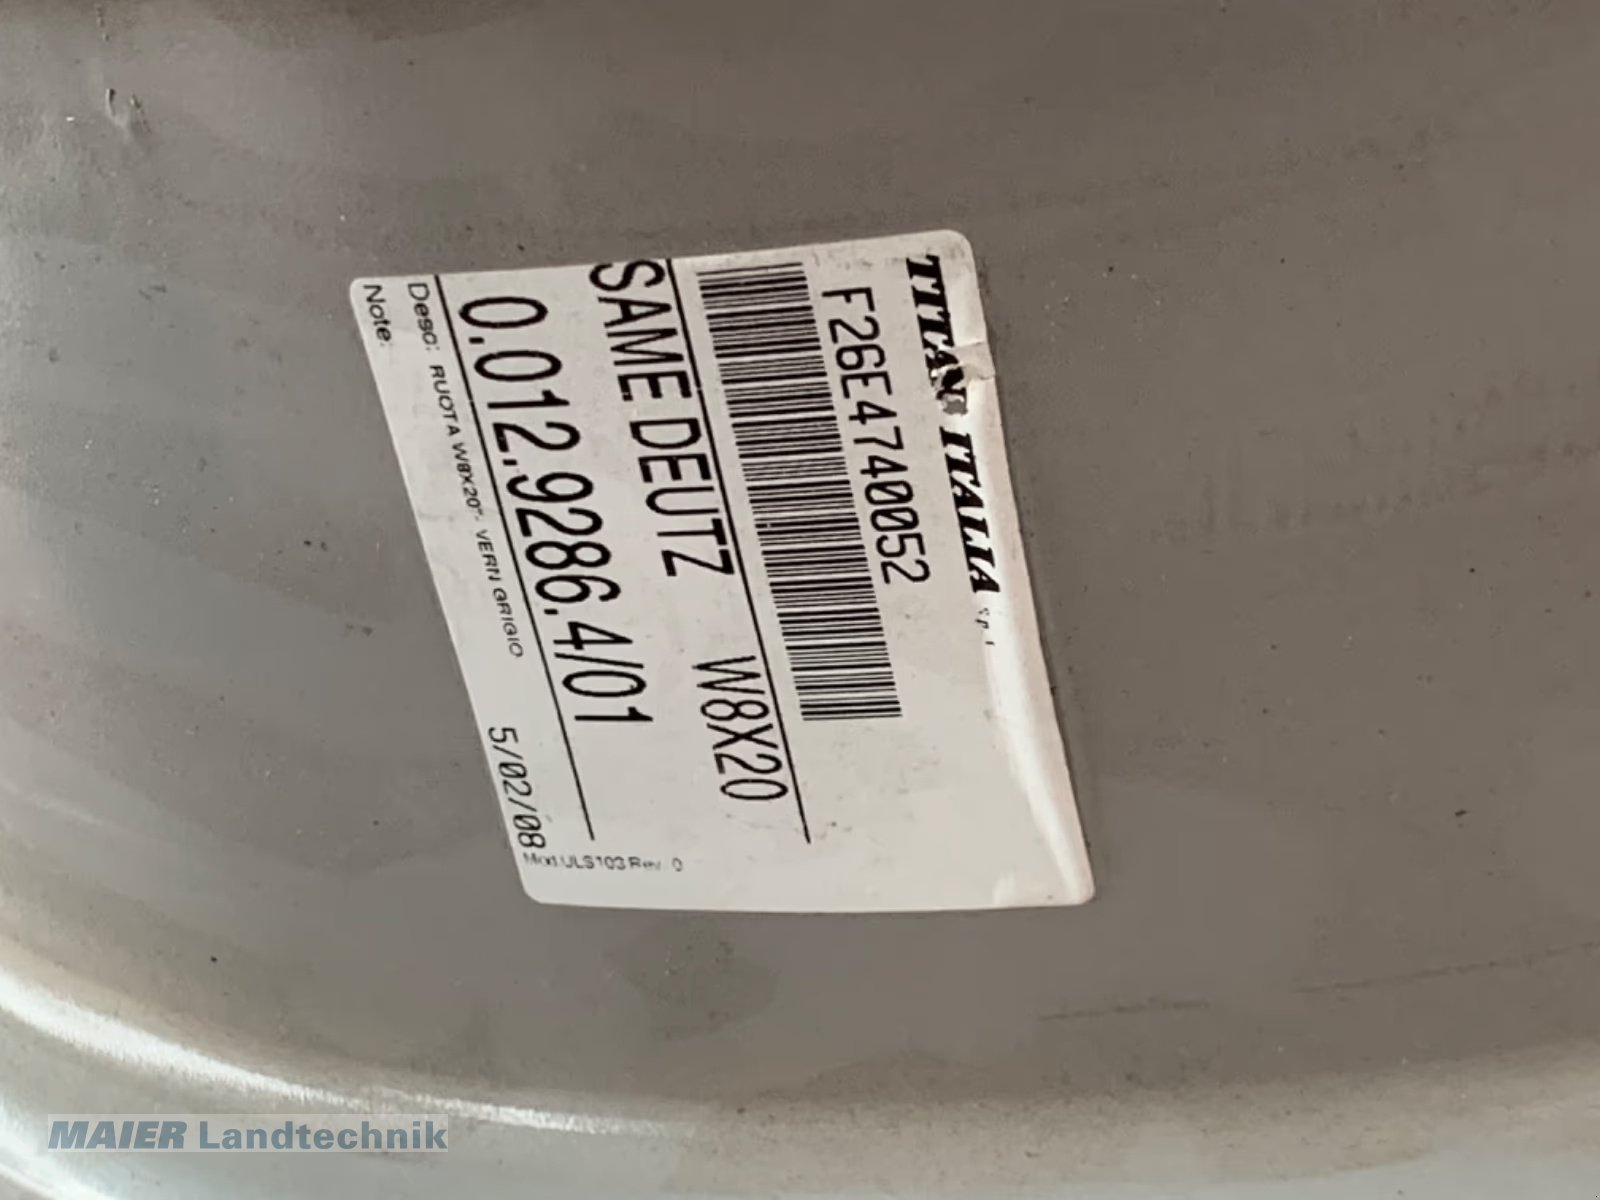 TITAN ITALIA S.p.A.
F26E4740052
SAME DEUTZ W8X20
0.012.9286.4/01
Desc: RUOTA W8X20"- VERN GRIGIO 5/02/08
Note:
Mod.ULS103 Rev. 0
MAIER Landtechnik